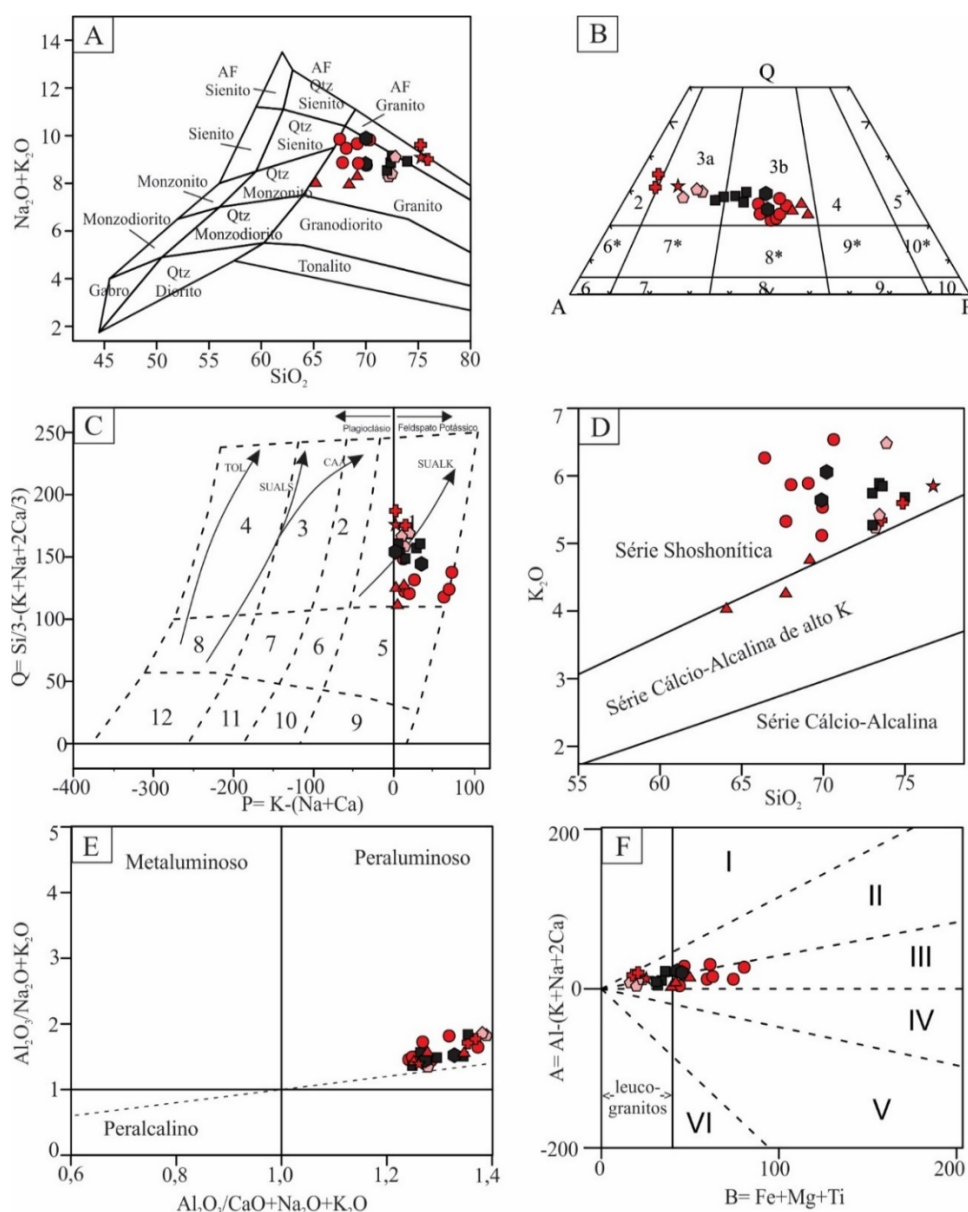 A
Na₂O+K₂O
14
12
10
8
6
4
2
AF
Sienito
AF
Qtz
Sienito
AF
Granito
Sienito
Qtz
Sienito
Monzonito
Qtz
Monzonito
Granito
Monzodiorito
Qtz
Monzodiorito
Granodiorito
Tonalito
Gabro
Qtz
Diorito
45 50 55 60 65 70 75 80
SiO₂
B
Q
2 3a 3b 4 5
6* 7* 8* 9* 10*
6 7 8 9 10
A
C
Q= Si/3-(K+Na+2Ca/3)
250
200
150
100
50
0
Plagioclásio Feldspato Potássico
TOL SUALS CAA SUALK
4 3 2 1
8 7 6 5
12 11 10 9
-400 -300 -200 -100 0 100
P= K-(Na+Ca)
D
K₂O
7
6
5
4
3
2
Série Shoshonítica
Série Cálcio-Alcalina de alto K
Série Cálcio-Alcalina
55 60 65 70 75
SiO₂
E
Al₂O₃/Na₂O+K₂O
5
4
3
2
1
0
Metaluminoso Peraluminoso
Peralcalino
0,6 0,8 1,0 1,2 1,4
Al₂O₃/CaO+Na₂O+K₂O
F
A= Al-(K+Na+2Ca)
200
0
-200
I
II
III
IV
V
VI
leuco-
granitos
0 100 200
B= Fe+Mg+Ti